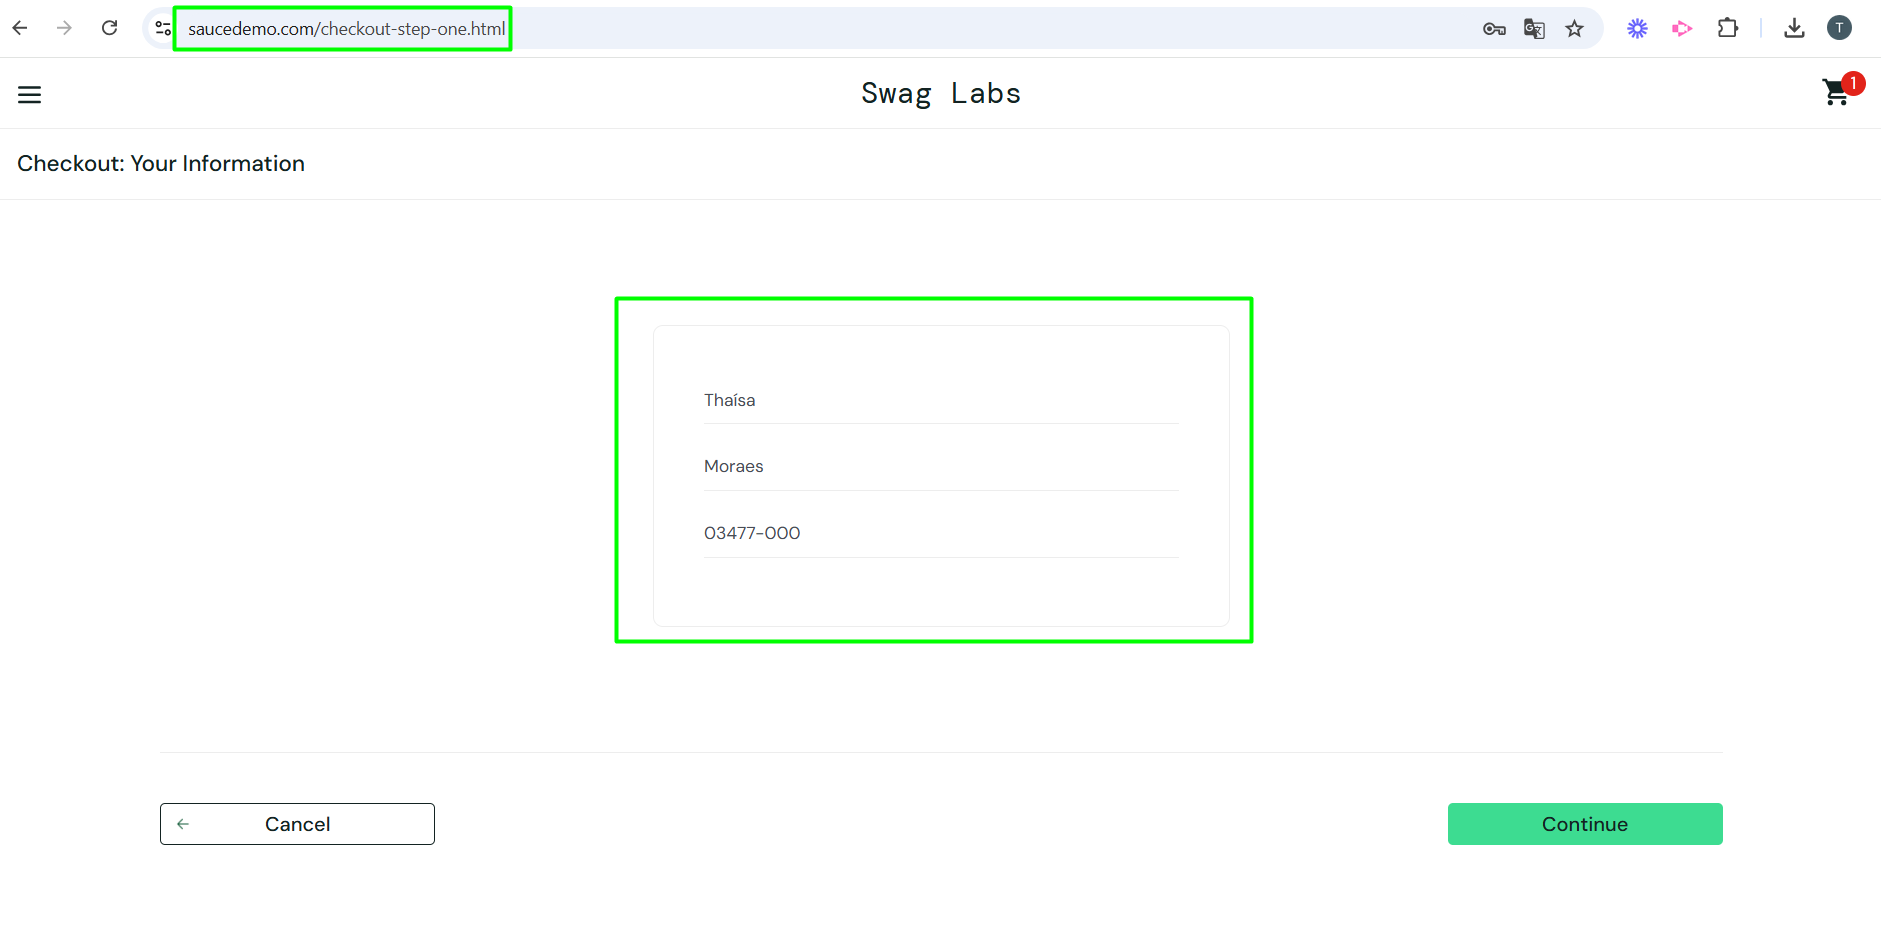 saucedemo.com/checkout-step-one.html
T
Swag Labs
1
Checkout: Your Information
Thaísa
Moraes
03477-000
Cancel
Continue